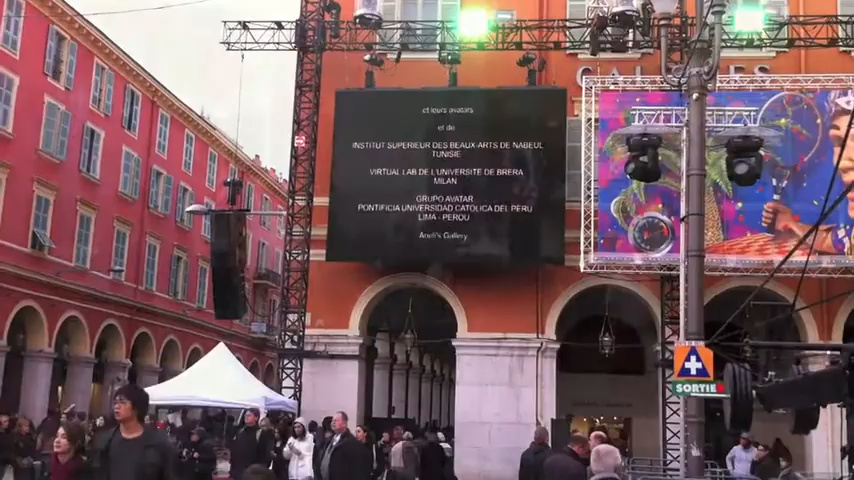 et leurs avatars
et de
INSTITUT SUPERIEUR DES BEAUX-ARTS DE NABEUL
TUNISIE
VIRTUAL LAB DE L'UNIVERSITE DE BRERA
MILAN
GRUPO AVATAR
PONTIFICIA UNIVERSIDAD CATOLICA DEL PERU
LIMA - PEROU
Gallery
SORTIE